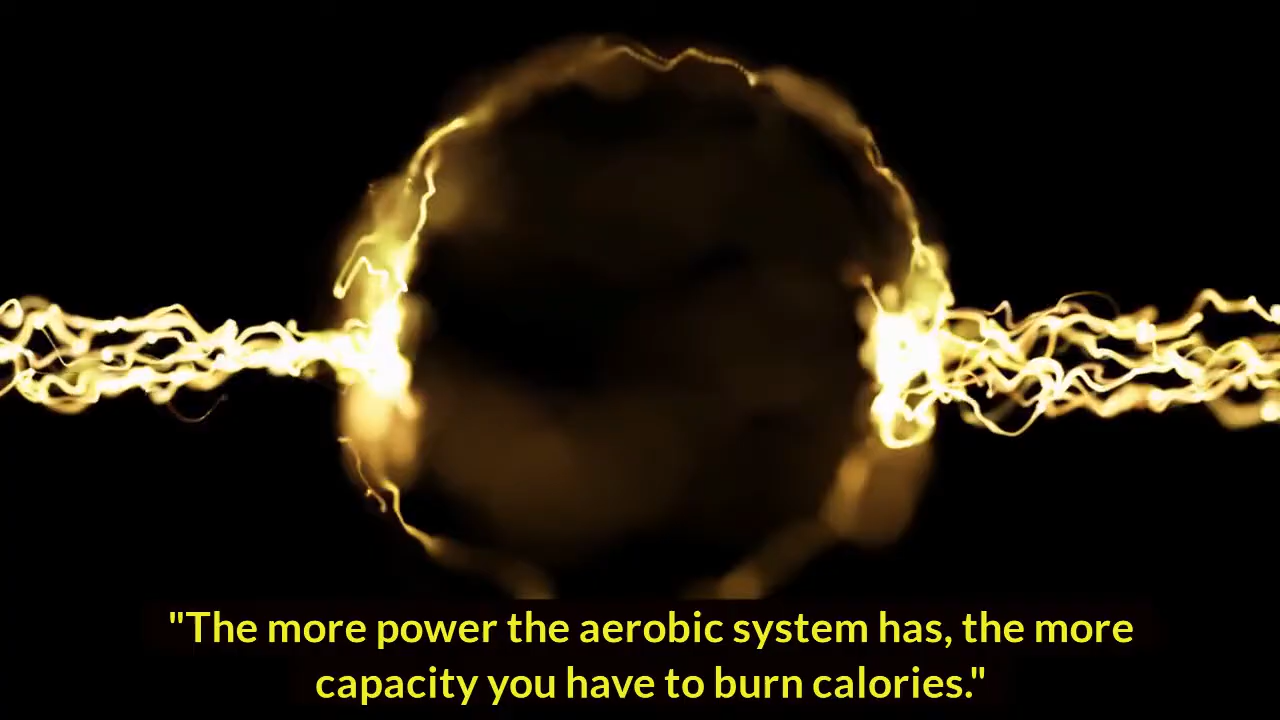 "The more power the aerobic system has, the more
capacity you have to burn calories."